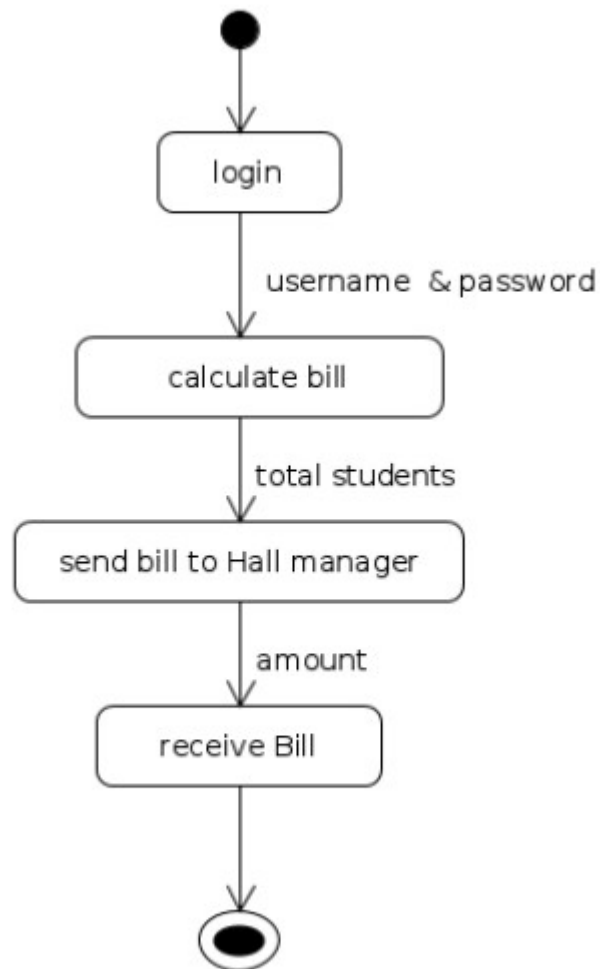 login
username & password
calculate bill
total students
send bill to Hall manager
amount
receive Bill